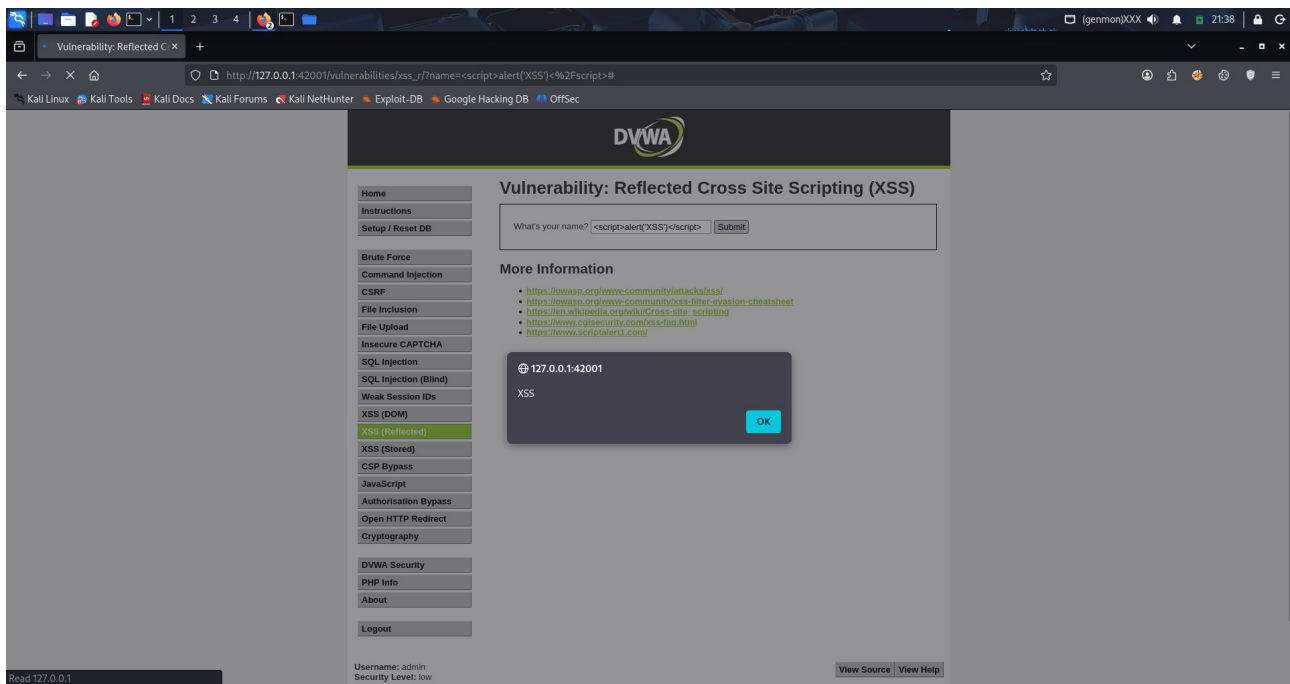 1 2 3 4
(genmon)XXX 21:38
Vulnerability: Reflected C
http://127.0.0.1:42001/vulnerabilities/xss_r/?name=<script>alert('XSS')<%2Fscript>#
Kali Linux Kali Tools Kali Docs Kali Forums Kali NetHunter Exploit-DB Google Hacking DB OffSec
DVWA
Home
Instructions
Setup / Reset DB
Brute Force
Command Injection
CSRF
File Inclusion
File Upload
Insecure CAPTCHA
SQL Injection
SQL Injection (Blind)
Weak Session IDs
XSS (DOM)
XSS (Reflected)
XSS (Stored)
CSP Bypass
JavaScript
Authorisation Bypass
Open HTTP Redirect
Cryptography
DVWA Security
PHP Info
About
Logout
Vulnerability: Reflected Cross Site Scripting (XSS)
What's your name? <script>alert('XSS')</script> Submit
More Information
https://owasp.org/www-community/attacks/xss/
https://owasp.org/www-community/xss-filter-evasion-cheatsheet
https://en.wikipedia.org/wiki/Cross-site_scripting
https://www.cgisecurity.com/xss-faq.html
https://www.scriptalert1.com/
127.0.0.1:42001
XSS
OK
Username: admin
Security Level: low
View Source View Help
Read 127.0.0.1